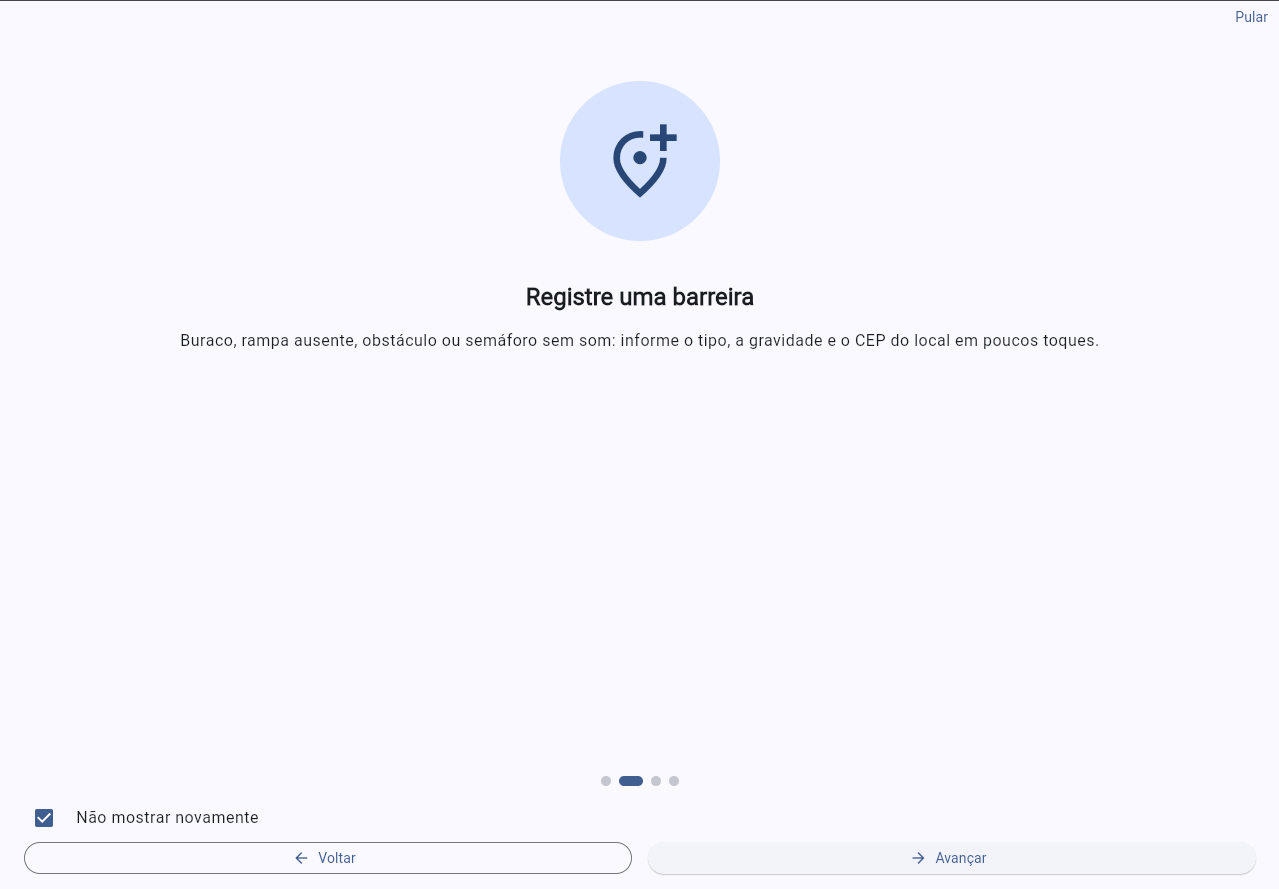 Pular
Registre uma barreira
Buraco, rampa ausente, obstáculo ou semáforo sem som: informe o tipo, a gravidade e o CEP do local em poucos toques.
Não mostrar novamente
Voltar
Avançar